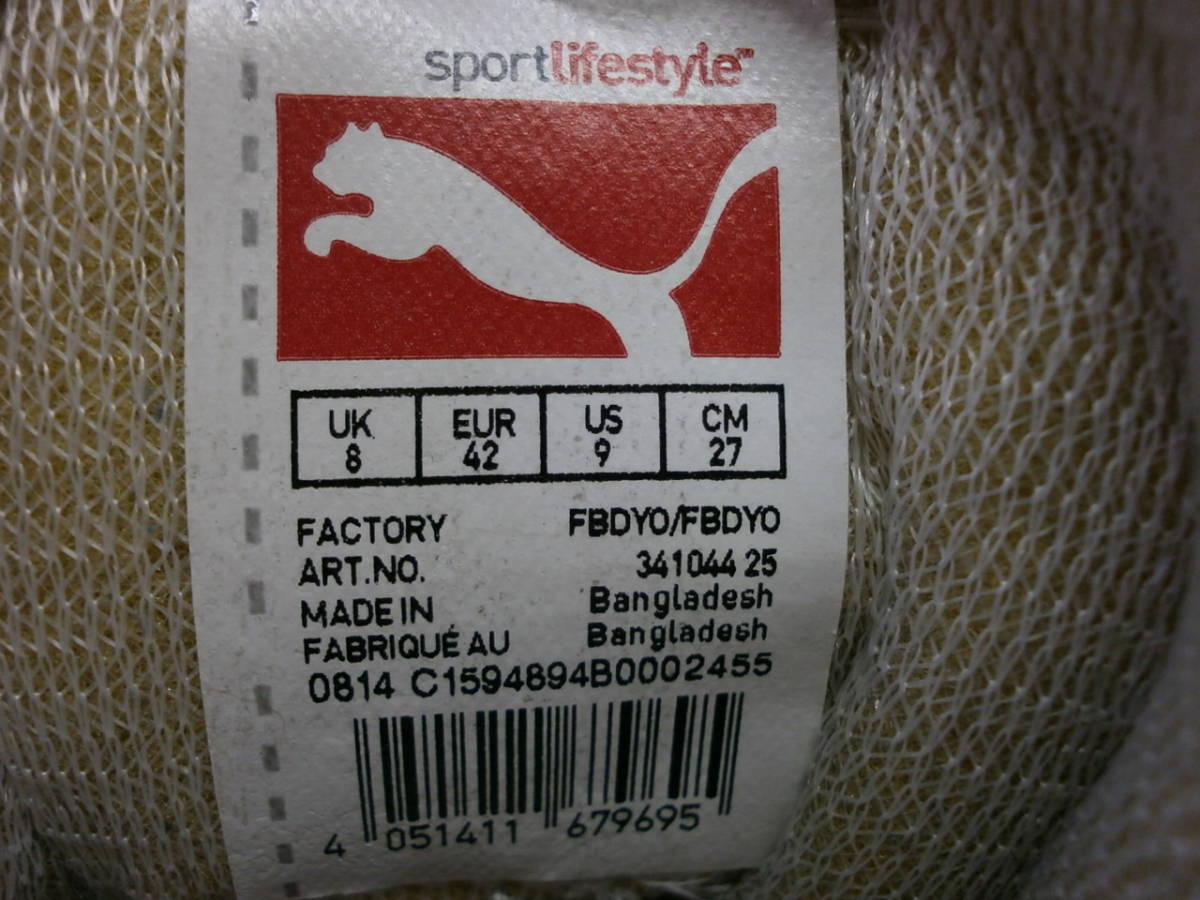 sportlifestyle™
UK EUR US CM
8 42 9 27
FACTORY FBDYO/FBDYO
ART.NO. 341044 25
MADE IN Bangladesh
FABRIQUÉ AU Bangladesh
0814 C1594894B0002455
4 051411 679695